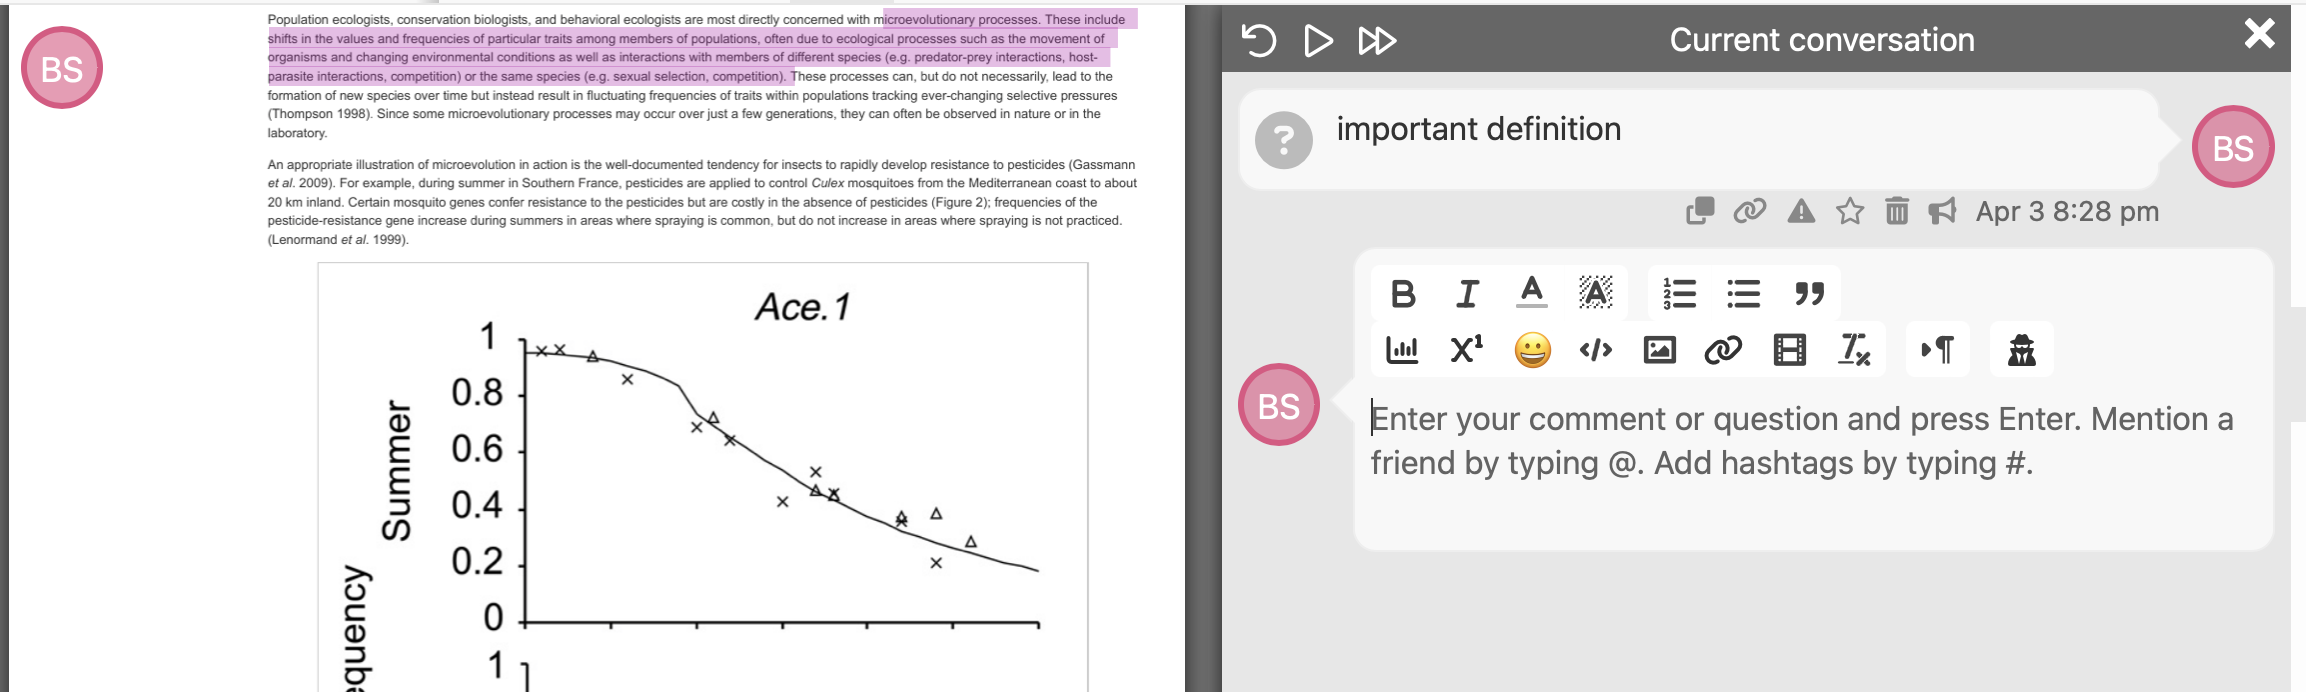 Population ecologists, conservation biologists, and behavioral ecologists are most directly concerned with microevolutionary processes. These include
shifts in the values and frequencies of particular traits among members of populations, often due to ecological processes such as the movement of
organisms and changing environmental conditions as well as interactions with members of different species (e.g. predator-prey interactions, host-
parasite interactions, competition) or the same species (e.g. sexual selection, competition). These processes can, but do not necessarily, lead to the
formation of new species over time but instead result in fluctuating frequencies of traits within populations tracking ever-changing selective pressures
(Thompson 1998). Since some microevolutionary processes may occur over just a few generations, they can often be observed in nature or in the
laboratory.
An appropriate illustration of microevolution in action is the well-documented tendency for insects to rapidly develop resistance to pesticides (Gassmann
et al. 2009). For example, during summer in Southern France, pesticides are applied to control Culex mosquitoes from the Mediterranean coast to about
20 km inland. Certain mosquito genes confer resistance to the pesticides but are costly in the absence of pesticides (Figure 2); frequencies of the
pesticide-resistance gene increase during summers in areas where spraying is common, but do not increase in areas where spraying is not practiced.
(Lenormand et al. 1999).
BS
Ace.1
1
0.8
0.6
0.4
0.2
0
1
Summer
equency
Current conversation
?
important definition
BS
Apr 3 8:28 pm
BS
Enter your comment or question and press Enter. Mention a
friend by typing @. Add hashtags by typing #.